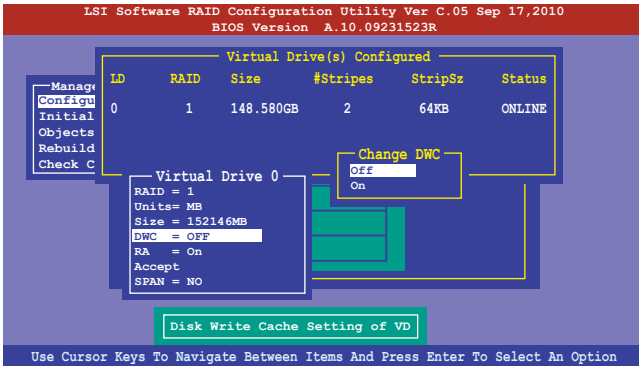 LSI Software RAID Configuration Utility Ver C.05 Sep 17,2010
BIOS Version A.10.09231523R
Virtual Drive(s) Configured
LD RAID Size #Stripes StripSz Status
0 1 148.580GB 2 64KB ONLINE
Manage
Configu
Initial
Objects
Rebuild
Check C
Change DWC
Off
On
Virtual Drive 0
RAID = 1
Units= MB
Size = 152146MB
DWC = OFF
RA = On
Accept
SPAN = NO
Disk Write Cache Setting of VD
Use Cursor Keys To Navigate Between Items And Press Enter To Select An Option